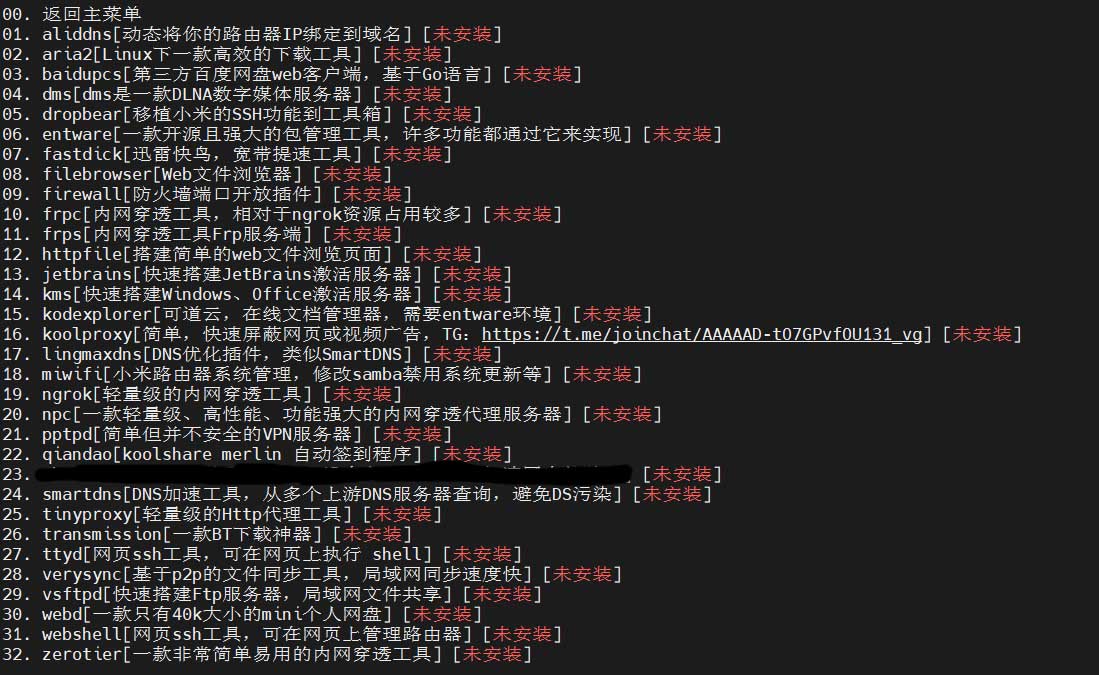 00. 返回主菜单
01. aliddns[动态将你的路由器IP绑定到域名] [未安装]
02. aria2[Linux下一款高效的下载工具] [未安装]
03. baidupcs[第三方百度网盘web客户端，基于Go语言] [未安装]
04. dms[dms是一款DLNA数字媒体服务器] [未安装]
05. dropbear[移植小米的SSH功能到工具箱] [未安装]
06. entware[一款开源且强大的包管理工具，许多功能都通过它来实现] [未安装]
07. fastdick[迅雷快鸟，宽带提速工具] [未安装]
08. filebrowser[Web文件浏览器] [未安装]
09. firewall[防火墙端口开放插件] [未安装]
10. frpc[内网穿透工具，相对于ngrok资源占用较多] [未安装]
11. frps[内网穿透工具Frp服务端] [未安装]
12. httpfile[搭建简单的web文件浏览页面] [未安装]
13. jetbrains[快速搭建JetBrains激活服务器] [未安装]
14. kms[快速搭建Windows、Office激活服务器] [未安装]
15. kodexplorer[可道云，在线文档管理器，需要entware环境] [未安装]
16. koolproxy[简单，快速屏蔽网页或视频广告，TG: https://t.me/joinchat/AAAAAD-tO7GPvfOU131_vg] [未安装]
17. lingmaxdns[DNS优化插件，类似SmartDNS] [未安装]
18. miwifi[小米路由器系统管理，修改samba禁用系统更新等] [未安装]
19. ngrok[轻量级的内网穿透工具] [未安装]
20. npc[一款轻量级、高性能、功能强大的内网穿透代理服务器] [未安装]
21. pptpd[简单但并不安全的VPN服务器] [未安装]
22. qiandao[koolshare merlin 自动签到程序] [未安装]
23. [未安装]
24. smartdns[DNS加速工具，从多个上游DNS服务器查询，避免DS污染] [未安装]
25. tinyproxy[轻量级的Http代理工具] [未安装]
26. transmission[一款BT下载神器] [未安装]
27. ttyd[网页ssh工具，可在网页上执行 shell] [未安装]
28. verysync[基于p2p的文件同步工具，局域网同步速度快] [未安装]
29. vsftpd[快速搭建Ftp服务器，局域网文件共享] [未安装]
30. webd[一款只有40k大小的mini个人网盘] [未安装]
31. webshell[网页ssh工具，可在网页上管理路由器] [未安装]
32. zerotier[一款非常简单易用的内网穿透工具] [未安装]